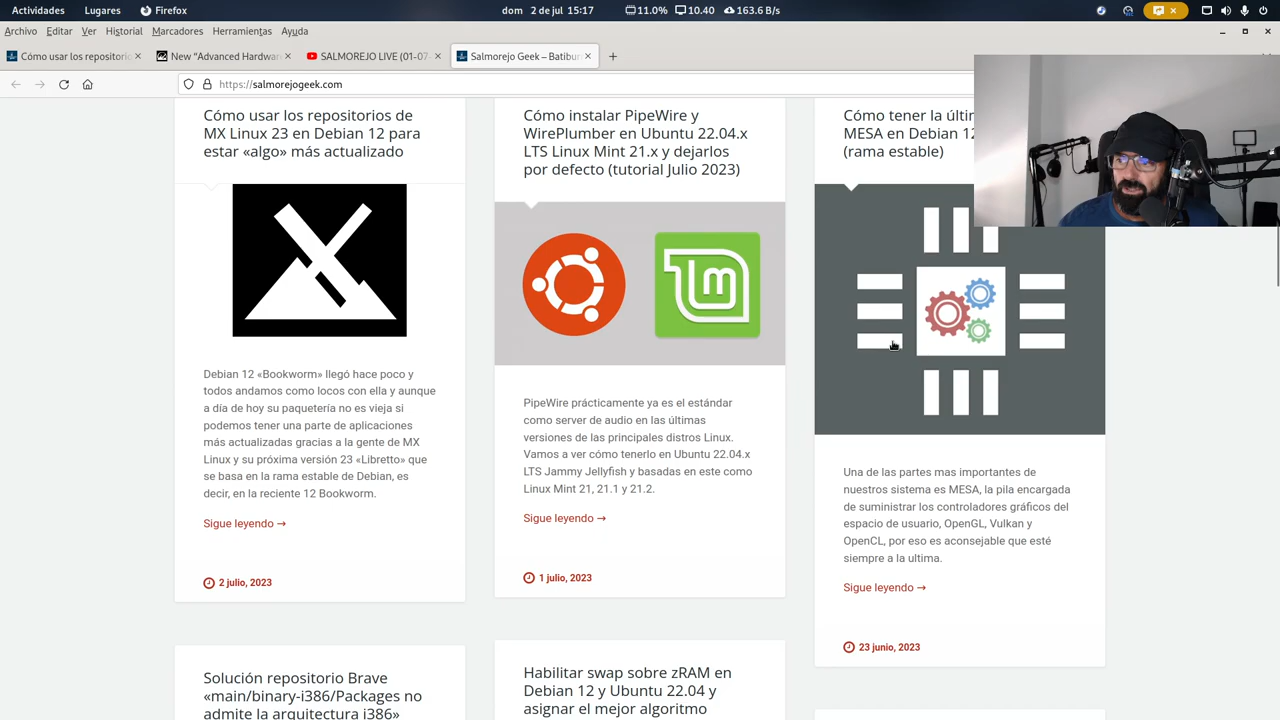 Actividades
Lugares
Firefox
dom 2 de jul 15:17
11.0%
10.40
163.6 B/s
Archivo
Editar
Ver
Historial
Marcadores
Herramientas
Ayuda
Cómo usar los repositori
New "Advanced Hardwar
SALMOREJO LIVE (01-07-
Salmorejo Geek – Batibur
https://salmorejogeek.com
Cómo usar los repositorios de
MX Linux 23 en Debian 12 para
estar «algo» más actualizado
Debian 12 «Bookworm» llegó hace poco y
todos andamos como locos con ella y aunque
a día de hoy su paquetería no es vieja si
podemos tener una parte de aplicaciones
más actualizadas gracias a la gente de MX
Linux y su próxima versión 23 «Libretto» que
se basa en la rama estable de Debian, es
decir, en la reciente 12 Bookworm.
Sigue leyendo →
2 julio, 2023
Solución repositorio Brave
«main/binary-i386/Packages no
admite la arquitectura i386»
Cómo instalar PipeWire y
WirePlumber en Ubuntu 22.04.x
LTS Linux Mint 21.x y dejarlos
por defecto (tutorial Julio 2023)
PipeWire prácticamente ya es el estándar
como server de audio en las últimas
versiones de las principales distros Linux.
Vamos a ver cómo tenerlo en Ubuntu 22.04.x
LTS Jammy Jellyfish y basadas en este como
Linux Mint 21, 21.1 y 21.2.
Sigue leyendo →
1 julio, 2023
Habilitar swap sobre zRAM en
Debian 12 y Ubuntu 22.04 y
asignar el mejor algoritmo
Cómo tener la últi
MESA en Debian 12
(rama estable)
Una de las partes mas importantes de
nuestros sistema es MESA, la pila encargada
de suministrar los controladores gráficos del
espacio de usuario, OpenGL, Vulkan y
OpenCL, por eso es aconsejable que esté
siempre a la ultima.
Sigue leyendo →
23 junio, 2023